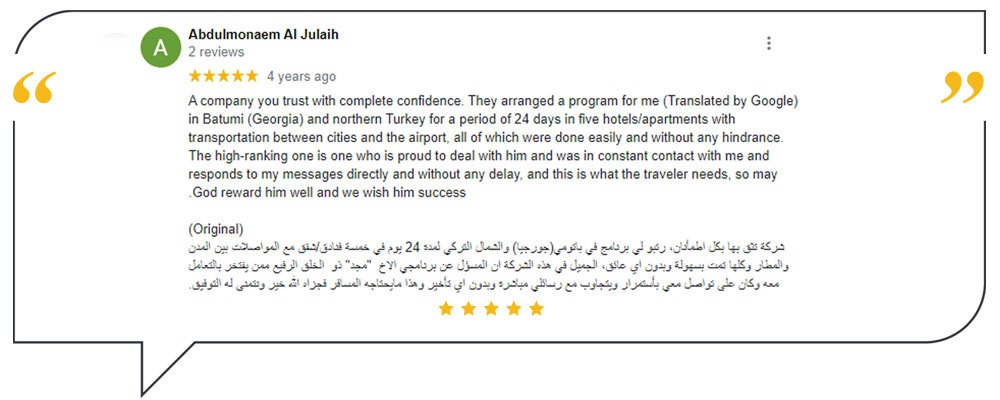 Abdulmonaem Al Julaih
A
2 reviews
4 years ago
A company you trust with complete confidence. They arranged a program for me (Translated by Google)
in Batumi (Georgia) and northern Turkey for a period of 24 days in five hotels/apartments with
transportation between cities and the airport, all of which were done easily and without any hindrance.
The high-ranking one is one who is proud to deal with him and was in constant contact with me and
responds to my messages directly and without any delay, and this is what the traveler needs, so may
.God reward him well and we wish him success
(Original)
شركة تثق بها بكل اطمأنان، رتبو لي برنامج في باتومي(جورجيا) والشمال التركي لمدة 24 يوم في خمسة فنادق/شقق مع المواصلات بين المدن
والمطار وكلها تمت بسهولة وبدون اي عائق، الجميل في هذه الشركة ان المسؤل عن برنامجي الاخ "مجد" ذو الخلق الرفيع ممن يفتخر بالتعامل
معه وكان على تواصل معي بأستمرار ويتجاوب مع رسائلي مباشرة وبدون اي تأخير وهذا مايحتاجه المسافر فجزاه الله خير ونتمنى له التوفيق.